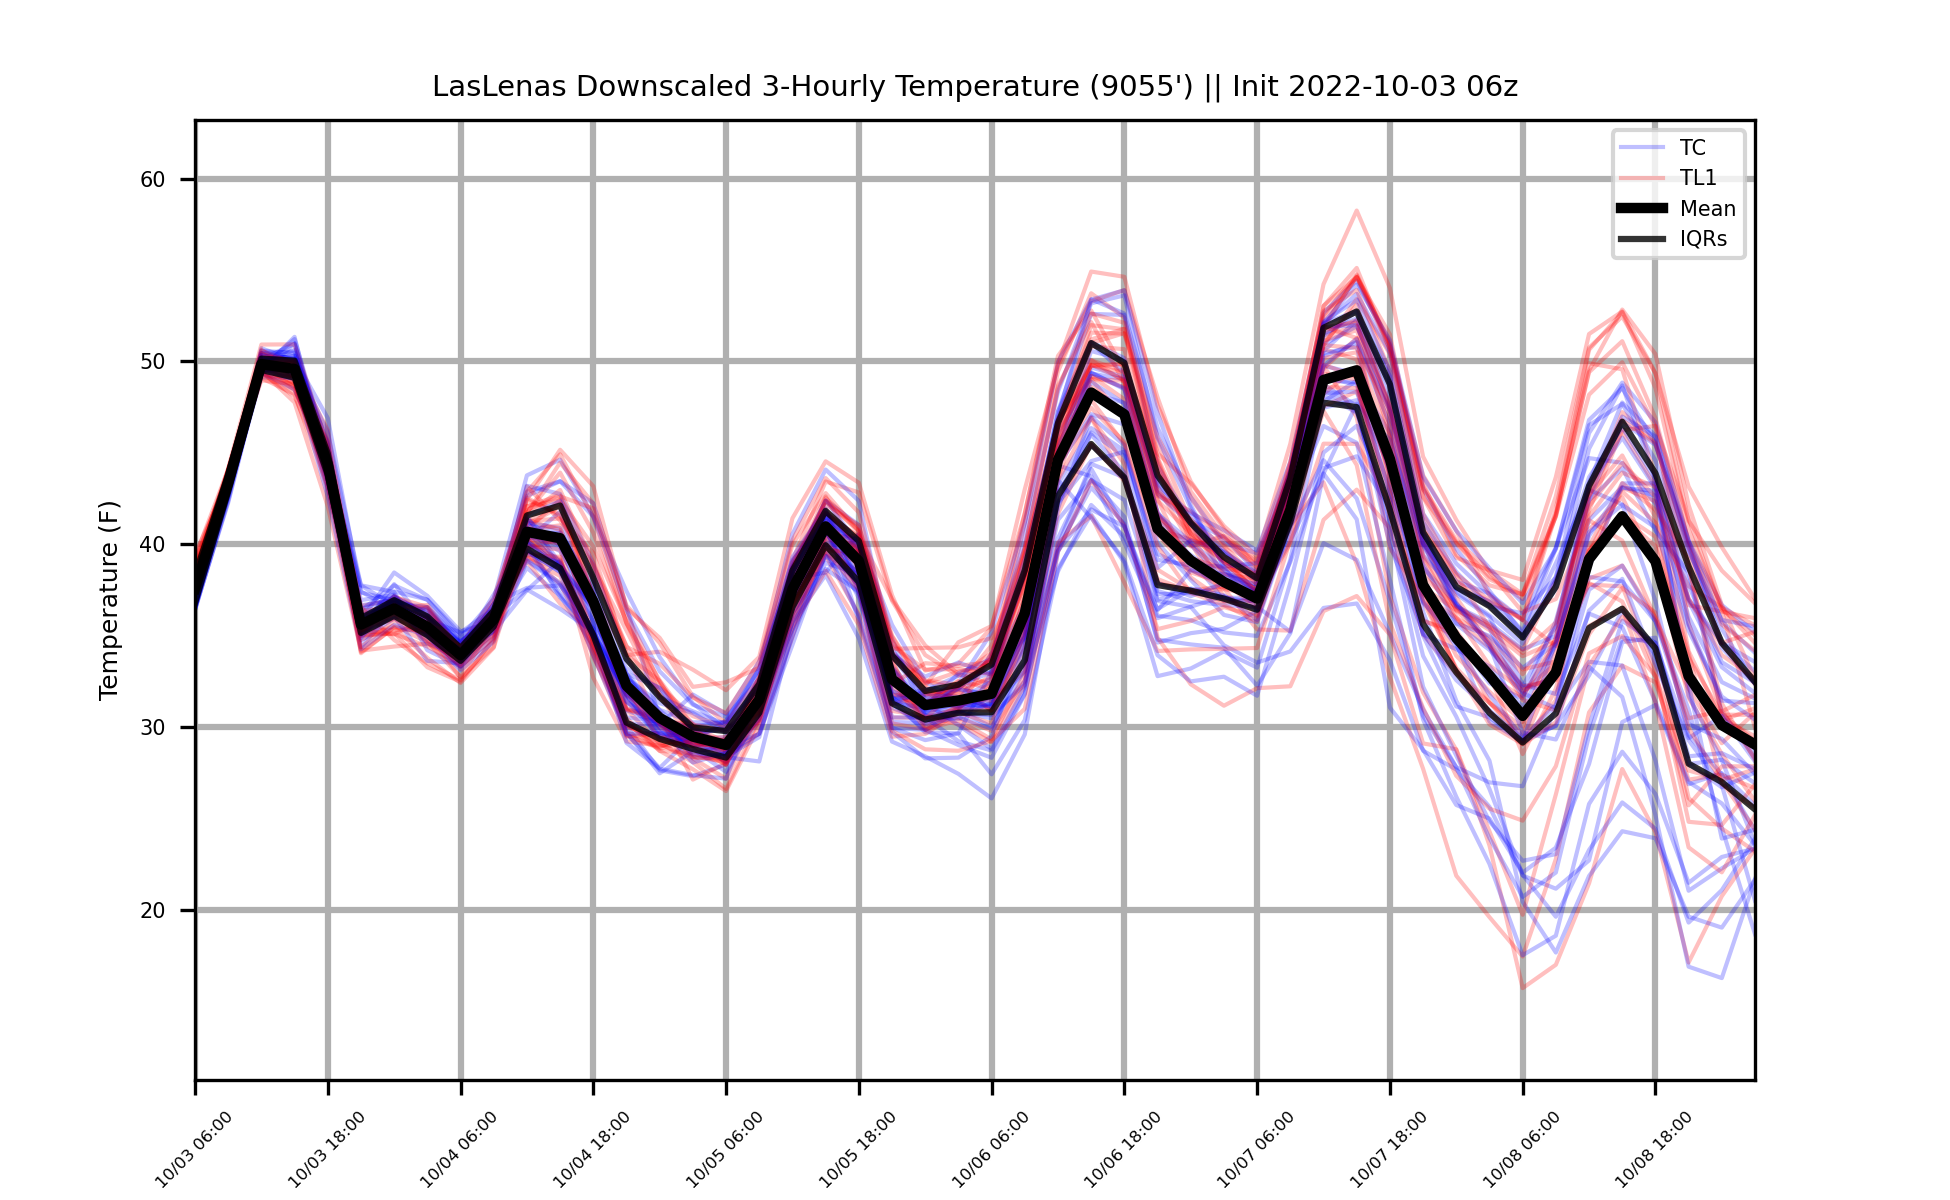 LasLenas Downscaled 3-Hourly Temperature (9055') || Init 2022-10-03 06z
TC
TL1
Mean
IQRs
Temperature (F)
60
50
40
30
20
10/03 06:00
10/03 18:00
10/04 06:00
10/04 18:00
10/05 06:00
10/05 18:00
10/06 06:00
10/06 18:00
10/07 06:00
10/07 18:00
10/08 06:00
10/08 18:00